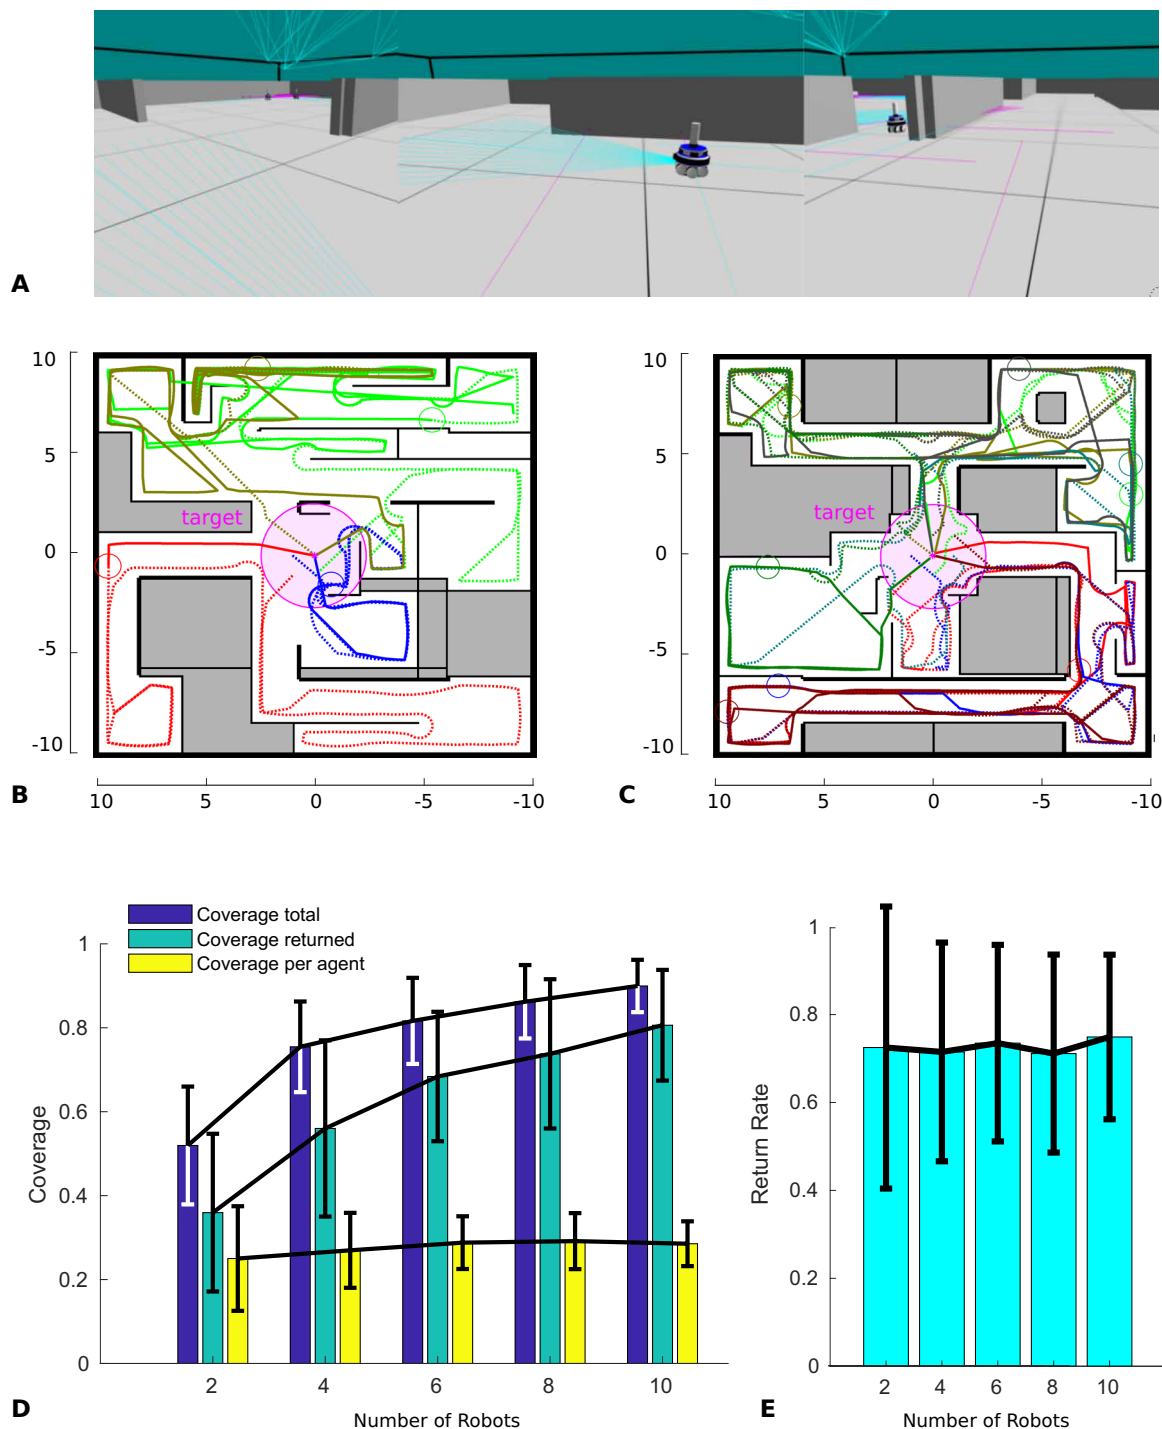 A
10
5
0
-5
-10
target
10 5 0 -5 -10
B
10
5
0
-5
-10
target
10 5 0 -5 -10
C
Coverage total
Coverage returned
Coverage per agent
1
0.8
0.6
0.4
0.2
0
Coverage
2 4 6 8 10
Number of Robots
D
1
0.8
0.6
0.4
0.2
0
Return Rate
2 4 6 8 10
Number of Robots
E